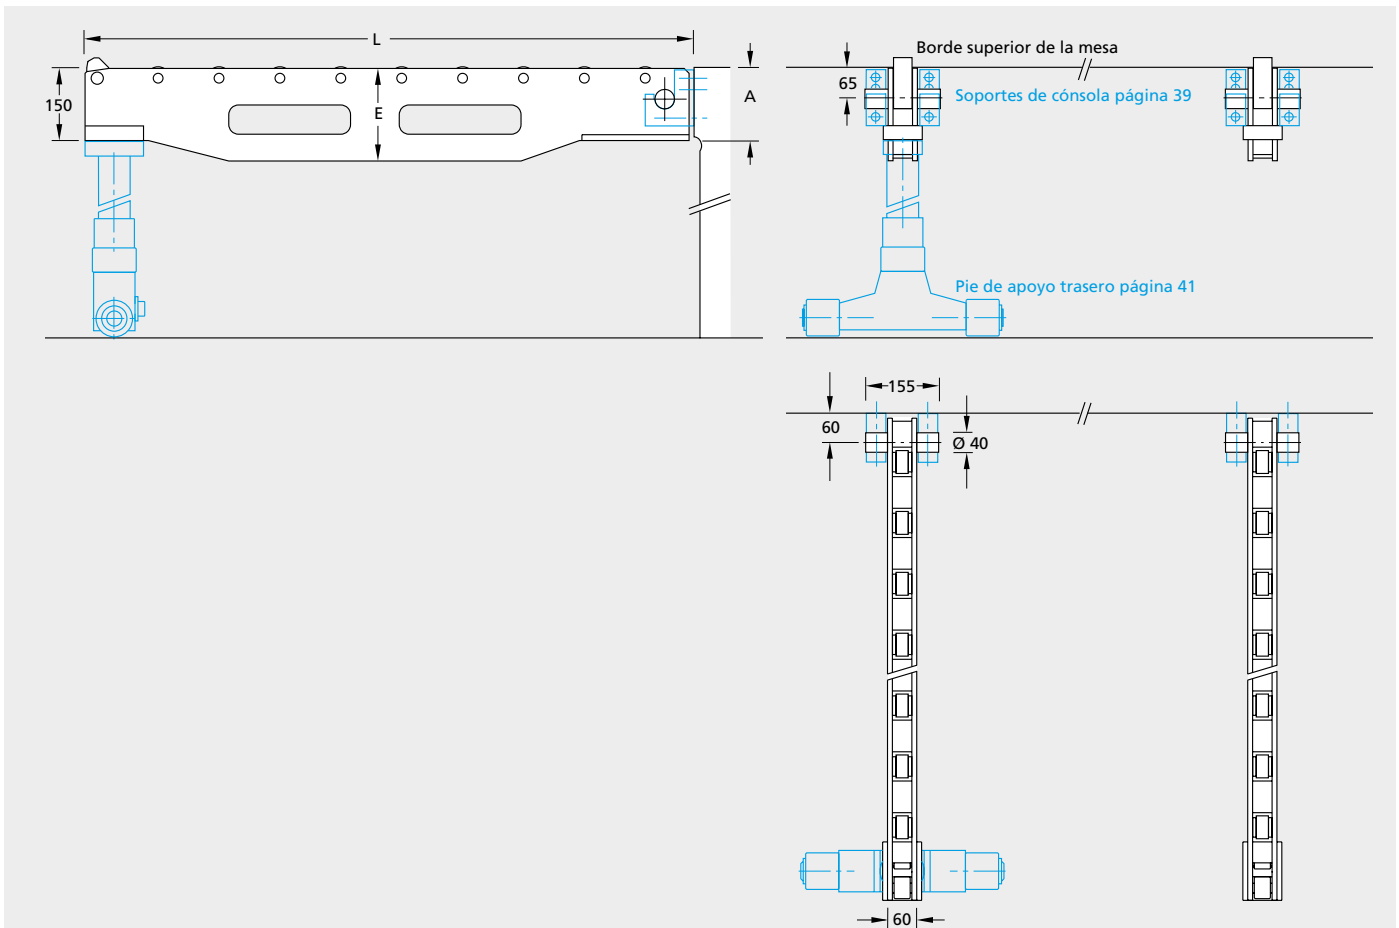 L
Borde superior de la mesa
150
E
A
65
Soportes de cónsola página 39
Pie de apoyo trasero página 41
155
60
Ø 40
60